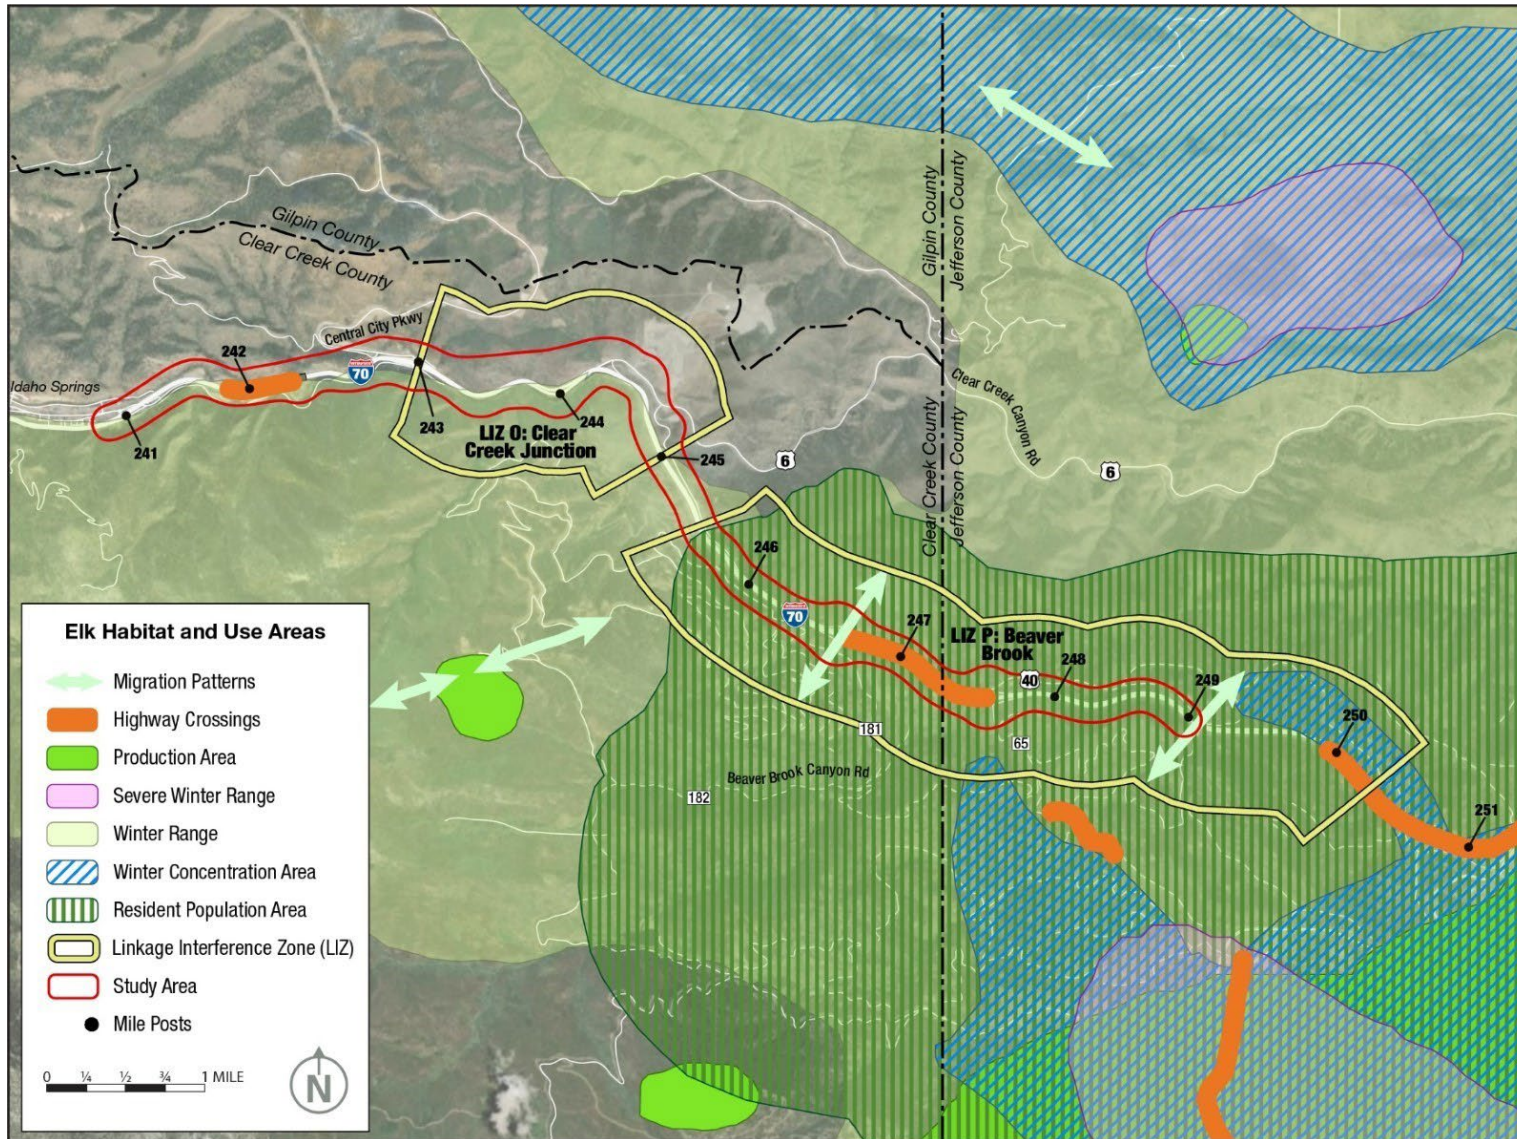 Gilpin County
Clear Creek County
Gilpin County
Jefferson County
Central City Pkwy
242
70
Idaho Springs
241
243
244
LIZ O: Clear
Creek Junction
245
6
Clear Creek Canyon Rd
6
Clear Creek County
Jefferson County
246
70
247
LIZ P: Beaver
Brook
40
248
249
181
65
250
Beaver Brook Canyon Rd
182
251
Elk Habitat and Use Areas
Migration Patterns
Highway Crossings
Production Area
Severe Winter Range
Winter Range
Winter Concentration Area
Resident Population Area
Linkage Interference Zone (LIZ)
Study Area
Mile Posts
0 ¼ ½ ¾ 1 MILE
N